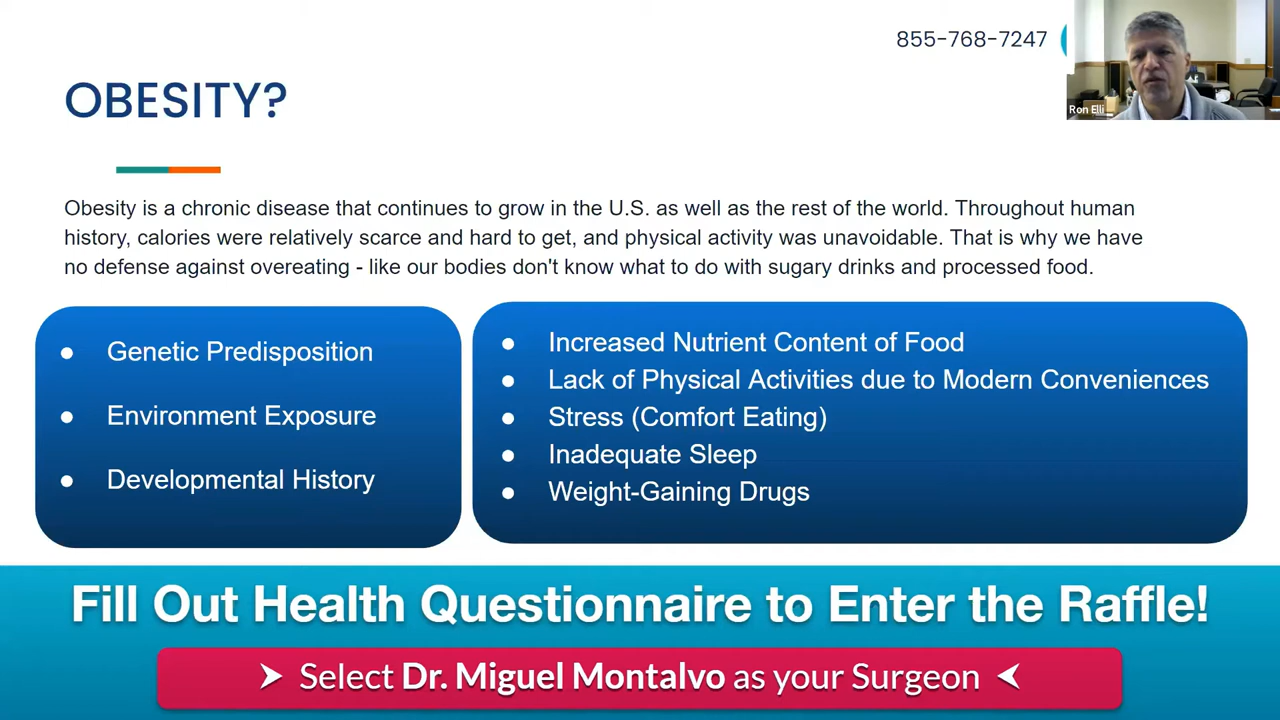 855-768-7247
Ron Elli
OBESITY?
Obesity is a chronic disease that continues to grow in the U.S. as well as the rest of the world. Throughout human
history, calories were relatively scarce and hard to get, and physical activity was unavoidable. That is why we have
no defense against overeating - like our bodies don't know what to do with sugary drinks and processed food.
● Genetic Predisposition
● Environment Exposure
● Developmental History
● Increased Nutrient Content of Food
● Lack of Physical Activities due to Modern Conveniences
● Stress (Comfort Eating)
● Inadequate Sleep
● Weight-Gaining Drugs
Fill Out Health Questionnaire to Enter the Raffle!
➤ Select Dr. Miguel Montalvo as your Surgeon ⮜